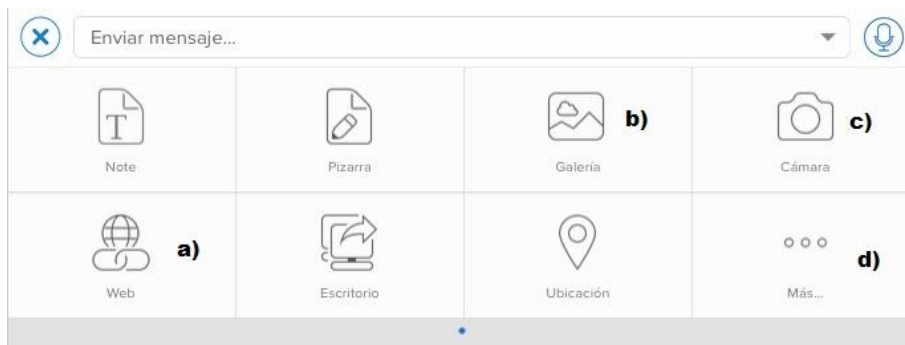 Enviar mensaje...
T
b) c)
Note Pizarra Galería Cámara
a) d)
Web Escritorio Ubicación Más...